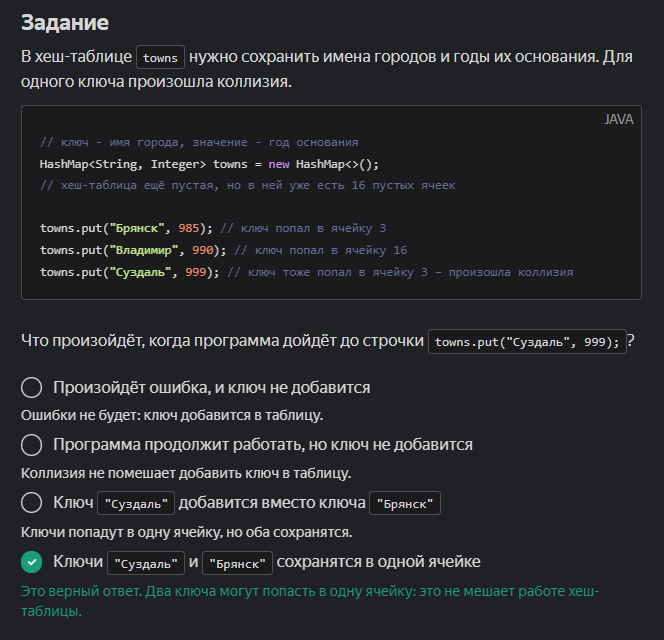 Задание
В хеш-таблице towns нужно сохранить имена городов и годы их основания. Для
одного ключа произошла коллизия.
JAVA
// ключ - имя города, значение - год основания
HashMap<String, Integer> towns = new HashMap<>();
// хеш-таблица ещё пустая, но в ней уже есть 16 пустых ячеек
towns.put("Брянск", 985); // ключ попал в ячейку 3
towns.put("Владимир", 990); // ключ попал в ячейку 16
towns.put("Суздаль", 999); // ключ тоже попал в ячейку 3 – произошла коллизия
Что произойдёт, когда программа дойдёт до строчки towns.put("Суздаль", 999); ?
Произойдёт ошибка, и ключ не добавится
Ошибки не будет: ключ добавится в таблицу.
Программа продолжит работать, но ключ не добавится
Коллизия не помешает добавить ключ в таблицу.
Ключ "Суздаль" добавится вместо ключа "Брянск"
Ключи попадут в одну ячейку, но оба сохранятся.
Ключи "Суздаль" и "Брянск" сохранятся в одной ячейке
Это верный ответ. Два ключа могут попасть в одну ячейку: это не мешает работе хеш-
таблицы.